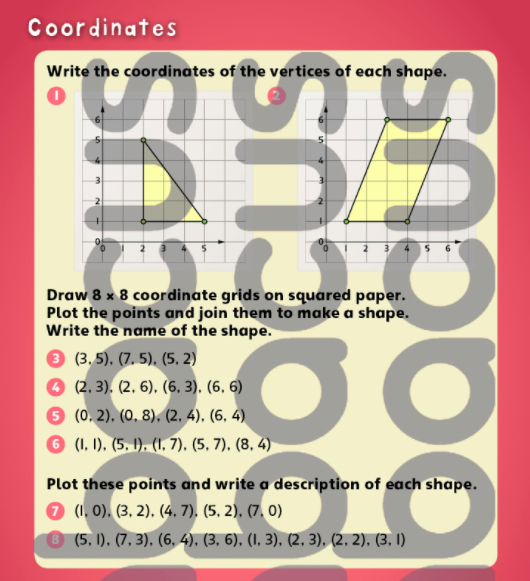 Coordinates
Write the coordinates of the vertices of each shape.
1
6
5
4
3
2
1
0
0 1 2 3 4 5
2
6
5
4
3
2
1
0
0 1 2 3 4 5 6
Draw 8 × 8 coordinate grids on squared paper.
Plot the points and join them to make a shape.
Write the name of the shape.
3 (3, 5), (7, 5), (5, 2)
4 (2, 3), (2, 6), (6, 3), (6, 6)
5 (0, 2), (0, 8), (2, 4), (6, 4)
6 (1, 1), (5, 1), (1, 7), (5, 7), (8, 4)
Plot these points and write a description of each shape.
7 (1, 0), (3, 2), (4, 7), (5, 2), (7, 0)
8 (5, 1), (7, 3), (6, 4), (3, 6), (1, 3), (2, 3), (2, 2), (3, 1)